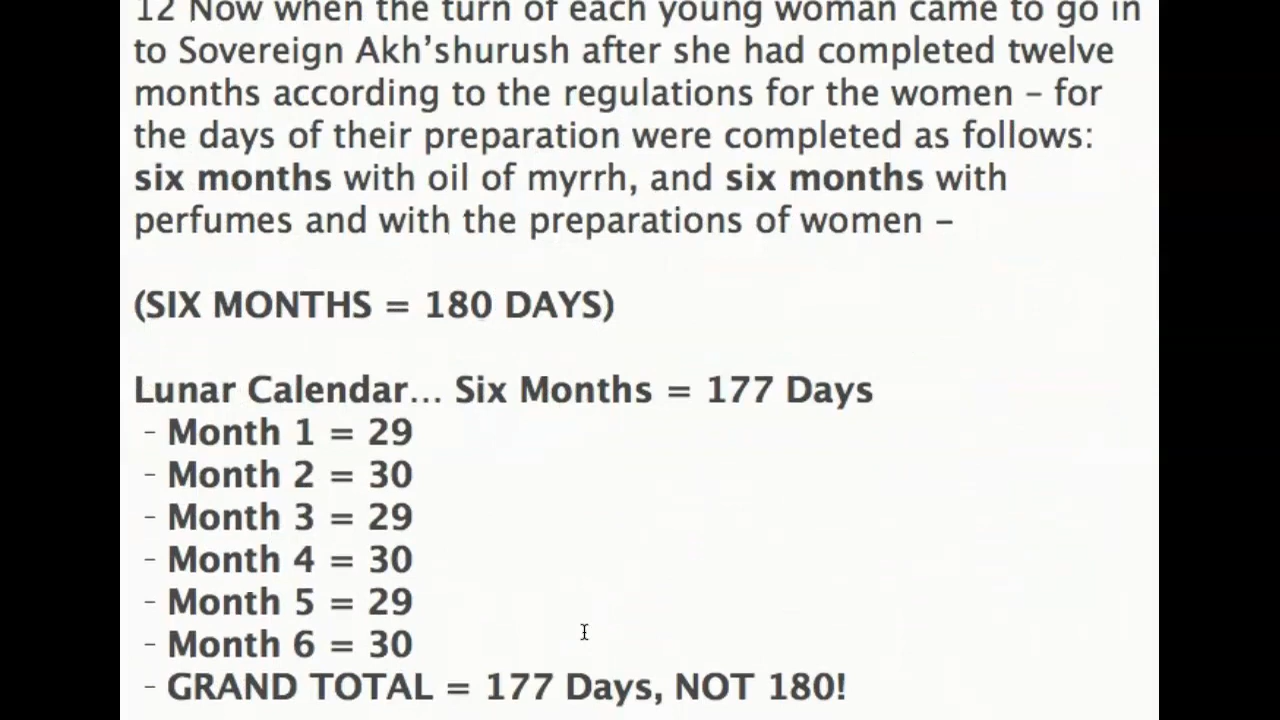 12 Now when the turn of each young woman came to go in
to Sovereign Akh’shurush after she had completed twelve
months according to the regulations for the women – for
the days of their preparation were completed as follows:
six months with oil of myrrh, and six months with
perfumes and with the preparations of women –
(SIX MONTHS = 180 DAYS)
Lunar Calendar... Six Months = 177 Days
- Month 1 = 29
- Month 2 = 30
- Month 3 = 29
- Month 4 = 30
- Month 5 = 29
- Month 6 = 30
- GRAND TOTAL = 177 Days, NOT 180!